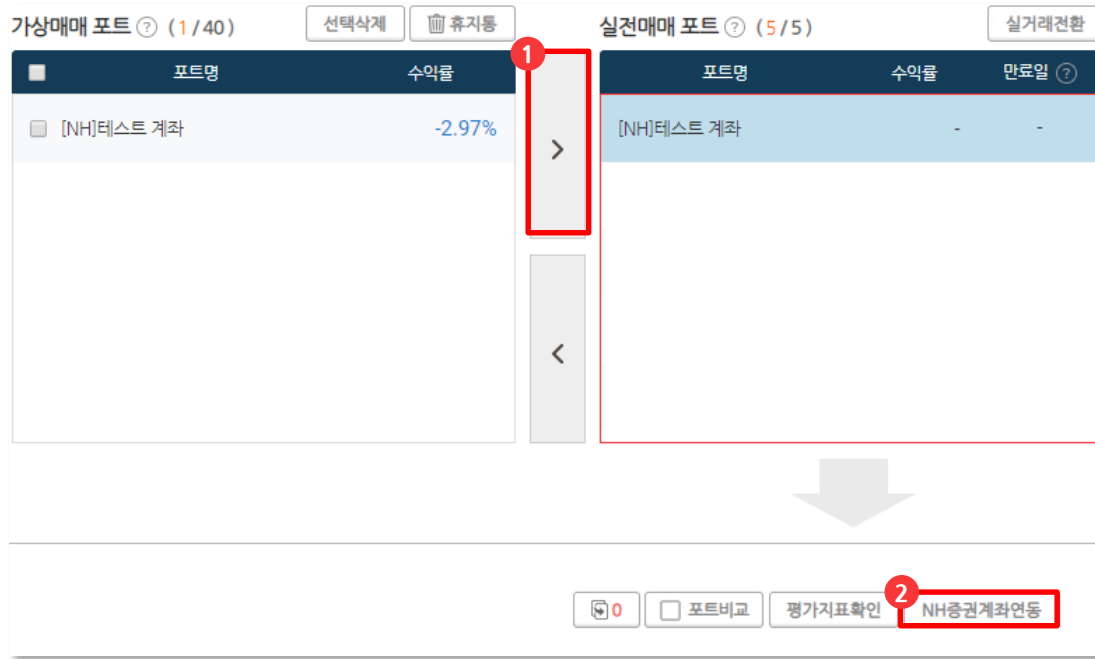 가상매매 포트 ? (1/40) 선택삭제 휴지통 실전매매 포트 ? (5/5) 실거래전환
1
포트명 수익률 포트명 수익률 만료일 ?
[NH]테스트 계좌 -2.97% > [NH]테스트 계좌 - -
<
2
0 포트비교 평가지표확인 NH증권계좌연동